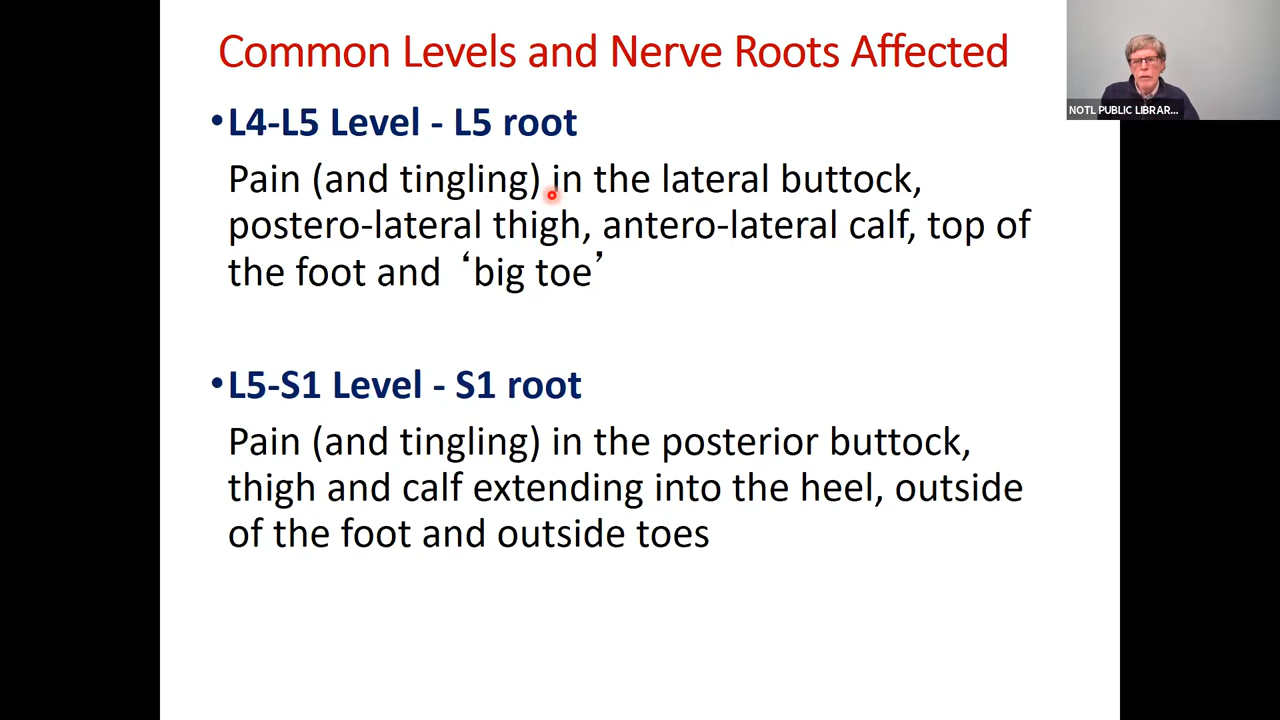 Common Levels and Nerve Roots Affected
NOTL PUBLIC LIBRAR...
•L4-L5 Level - L5 root
Pain (and tingling) in the lateral buttock,
postero-lateral thigh, antero-lateral calf, top of
the foot and ‘big toe’
•L5-S1 Level - S1 root
Pain (and tingling) in the posterior buttock,
thigh and calf extending into the heel, outside
of the foot and outside toes